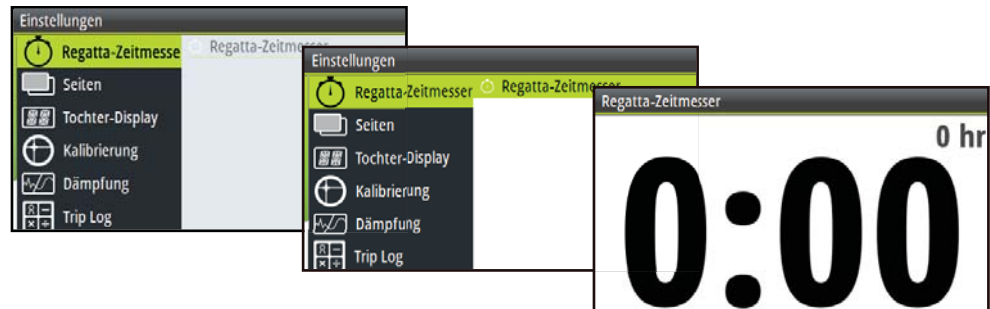 Einstellungen
Regatta-Zeitmesse
Regatta-Zeitmesser
Seiten
Tochter-Display
Kalibrierung
Dämpfung
Trip Log
Einstellungen
Regatta-Zeitmesser
Regatta-Zeitmesser
Seiten
Tochter-Display
Kalibrierung
Dämpfung
Trip Log
Regatta-Zeitmesser
0 hr
0:00